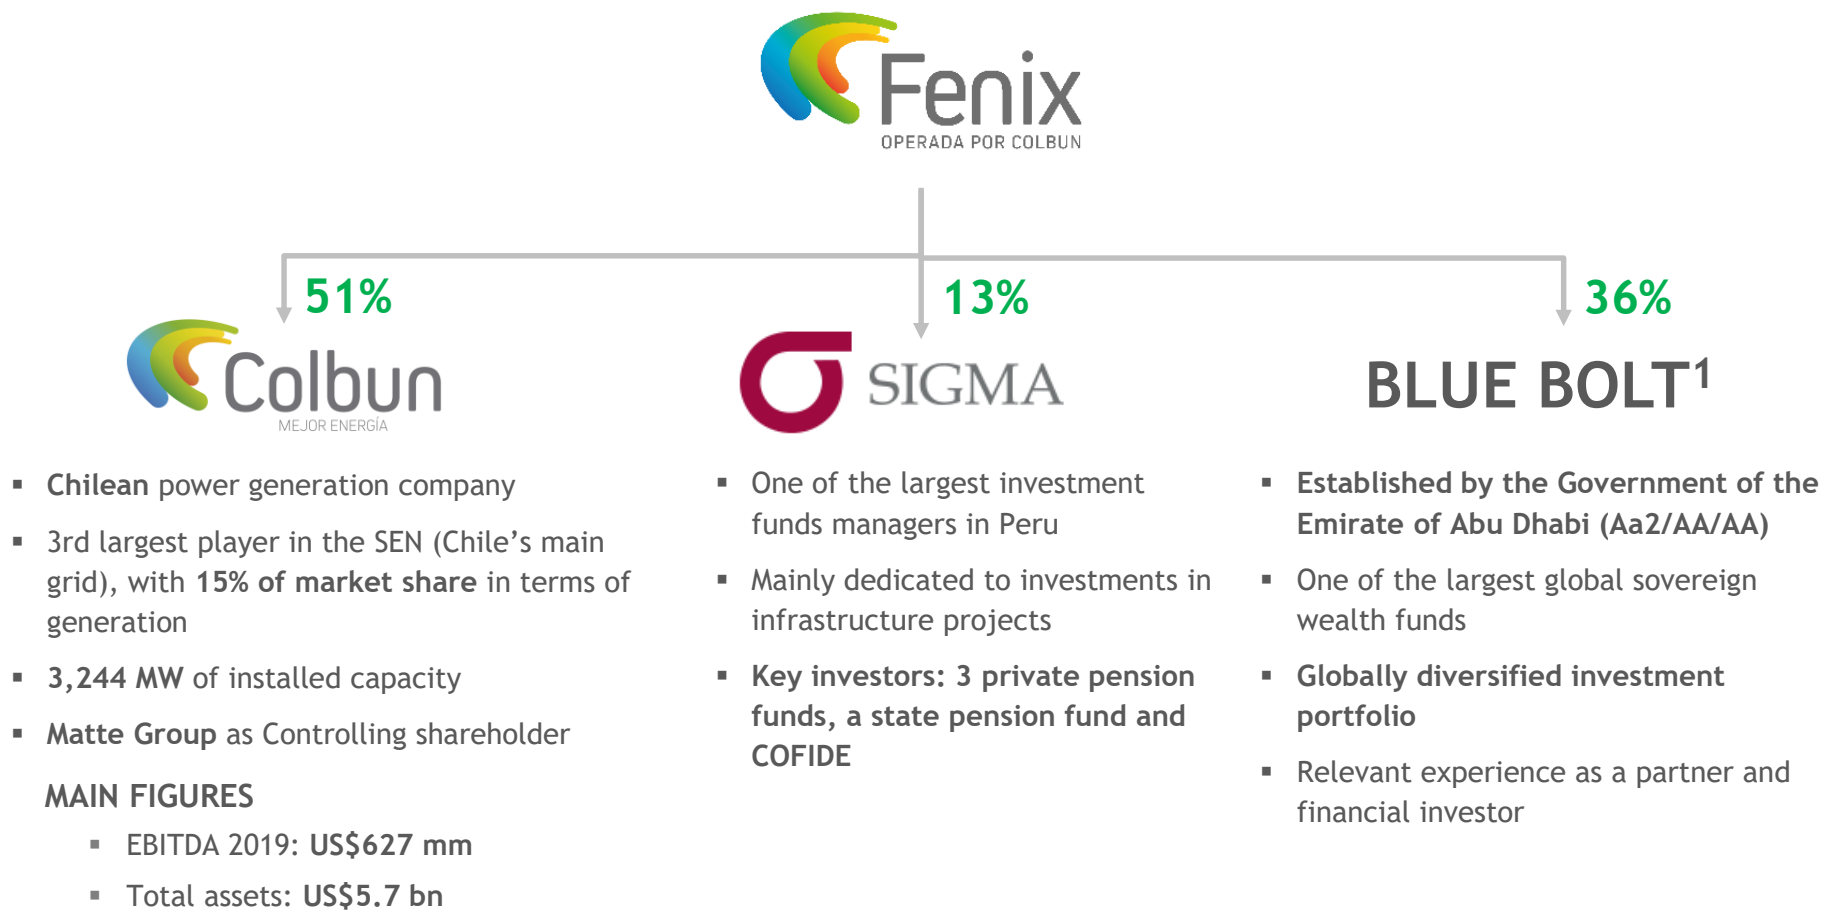 Fenix
OPERADA POR COLBUN
51%
13%
36%
Colbun
MEJOR ENERGÍA
▪ Chilean power generation company
▪ 3rd largest player in the SEN (Chile’s main
grid), with 15% of market share in terms of
generation
▪ 3,244 MW of installed capacity
▪ Matte Group as Controlling shareholder
MAIN FIGURES
▪ EBITDA 2019: US$627 mm
▪ Total assets: US$5.7 bn
SIGMA
▪ One of the largest investment
funds managers in Peru
▪ Mainly dedicated to investments in
infrastructure projects
▪ Key investors: 3 private pension
funds, a state pension fund and
COFIDE
BLUE BOLT¹
▪ Established by the Government of the
Emirate of Abu Dhabi (Aa2/AA/AA)
▪ One of the largest global sovereign
wealth funds
▪ Globally diversified investment
portfolio
▪ Relevant experience as a partner and
financial investor